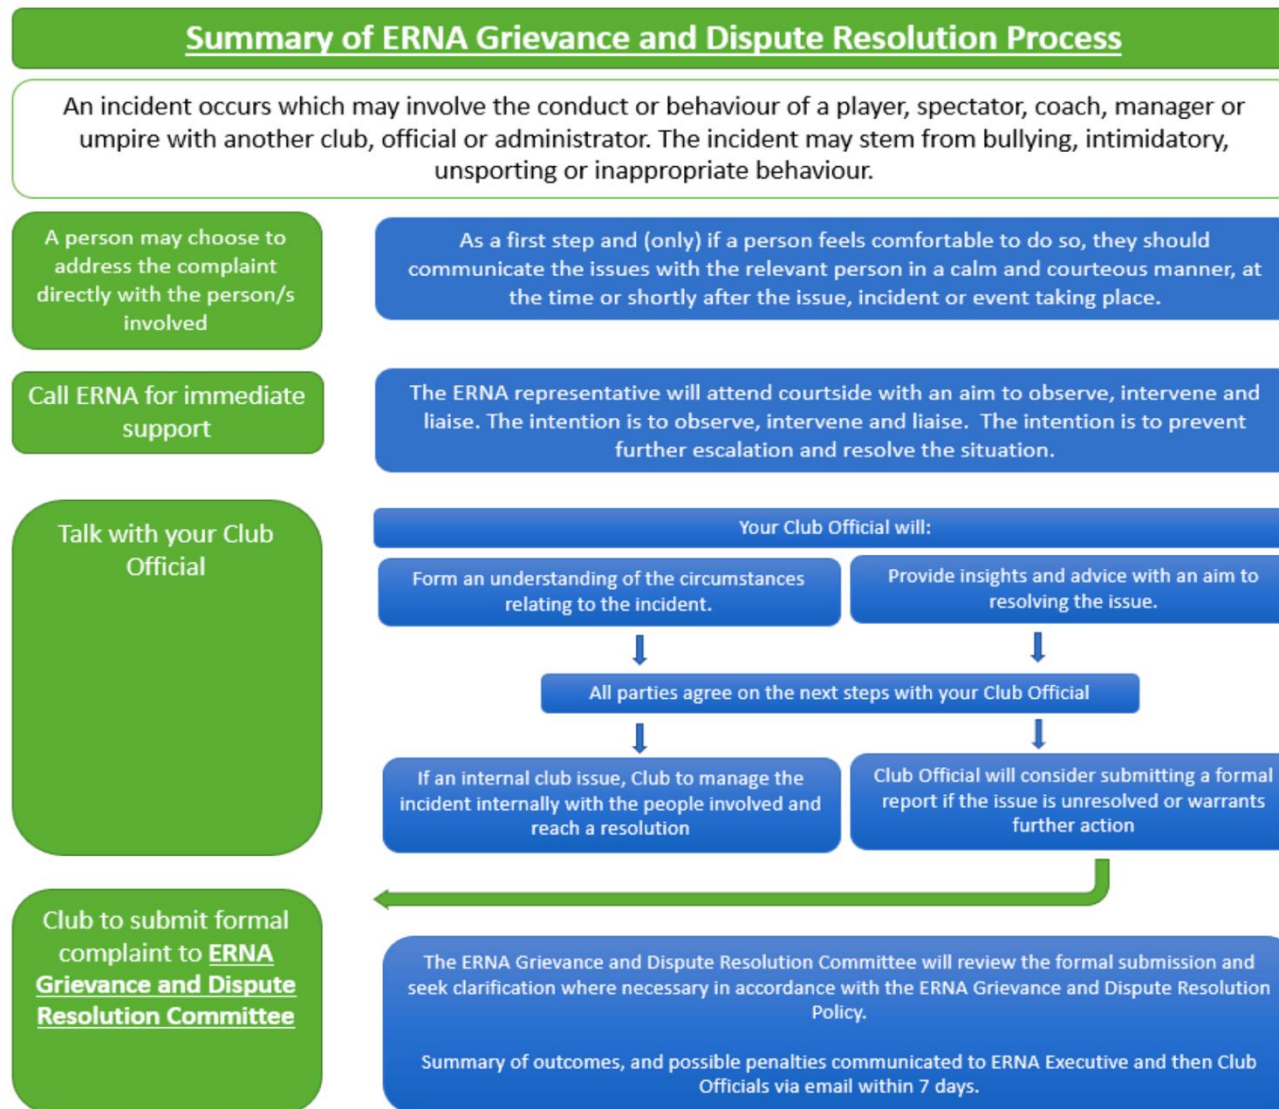 Summary of ERNA Grievance and Dispute Resolution Process
An incident occurs which may involve the conduct or behaviour of a player, spectator, coach, manager or
umpire with another club, official or administrator. The incident may stem from bullying, intimidatory,
unsporting or inappropriate behaviour.
A person may choose to
address the complaint
directly with the person/s
involved
As a first step and (only) if a person feels comfortable to do so, they should
communicate the issues with the relevant person in a calm and courteous manner, at
the time or shortly after the issue, incident or event taking place.
Call ERNA for immediate
support
The ERNA representative will attend courtside with an aim to observe, intervene and
liaise. The intention is to observe, intervene and liaise.  The intention is to prevent
further escalation and resolve the situation.
Talk with your Club
Official
Your Club Official will:
Form an understanding of the circumstances
relating to the incident.
Provide insights and advice with an aim to
resolving the issue.
All parties agree on the next steps with your Club Official
If an internal club issue, Club to manage the
incident internally with the people involved and
reach a resolution
Club Official will consider submitting a formal
report if the issue is unresolved or warrants
further action
Club to submit formal
complaint to ERNA
Grievance and Dispute
Resolution Committee
The ERNA Grievance and Dispute Resolution Committee will review the formal submission and
seek clarification where necessary in accordance with the ERNA Grievance and Dispute Resolution
Policy.
Summary of outcomes, and possible penalties communicated to ERNA Executive and then Club
Officials via email within 7 days.